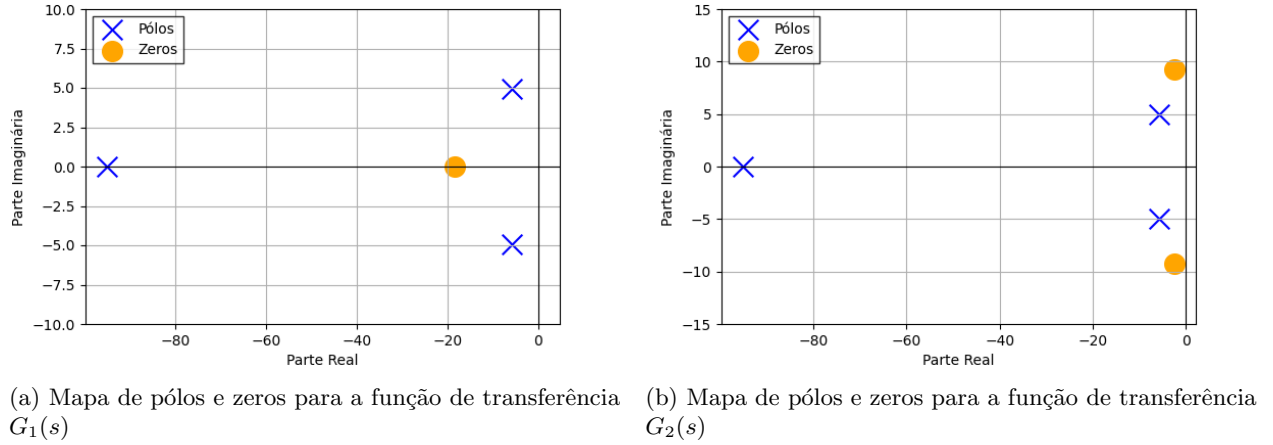 10.0
7.5
5.0
2.5
0.0
−2.5
−5.0
−7.5
−10.0
Parte Imaginária
Pólos
Zeros
−80
−60
−40
−20
0
Parte Real
(a) Mapa de pólos e zeros para a função de transferência
G₁(s)
15
10
5
0
−5
−10
−15
Parte Imaginária
Pólos
Zeros
−80
−60
−40
−20
0
Parte Real
(b) Mapa de pólos e zeros para a função de transferência
G₂(s)